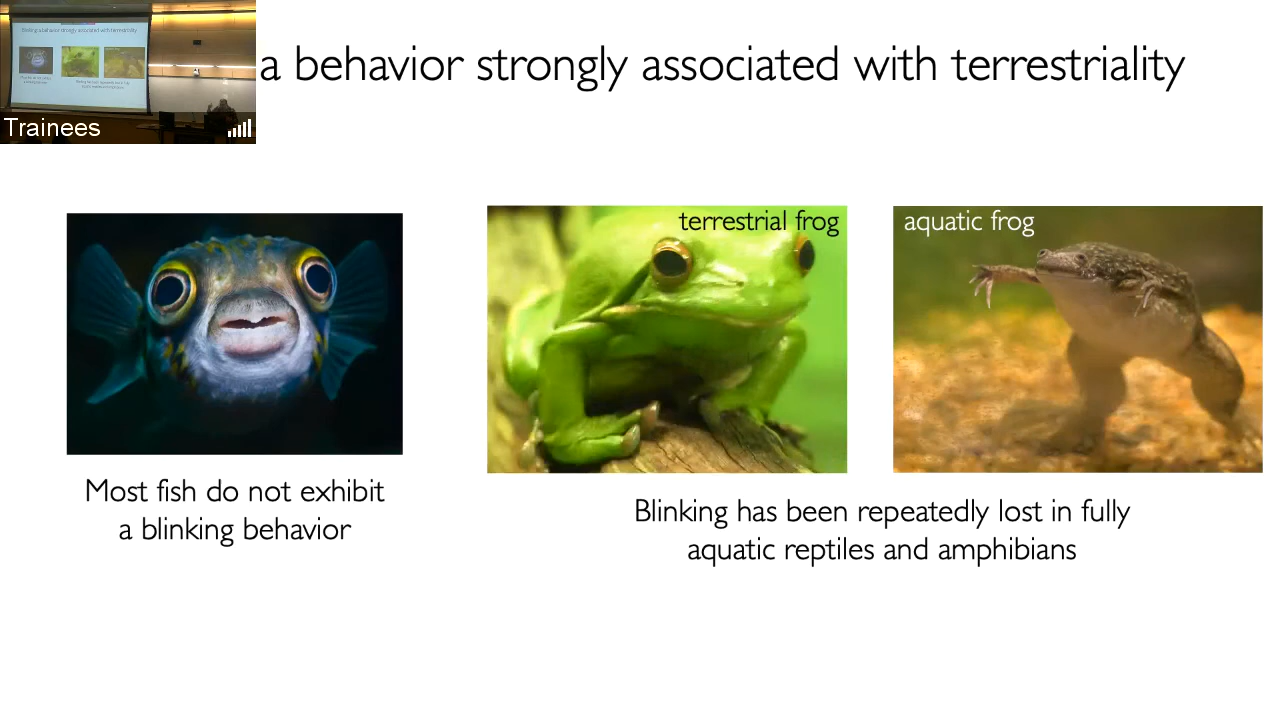 a behavior strongly associated with terrestriality
Trainees
terrestrial frog
aquatic frog
Most fish do not exhibit
a blinking behavior
Blinking has been repeatedly lost in fully
aquatic reptiles and amphibians